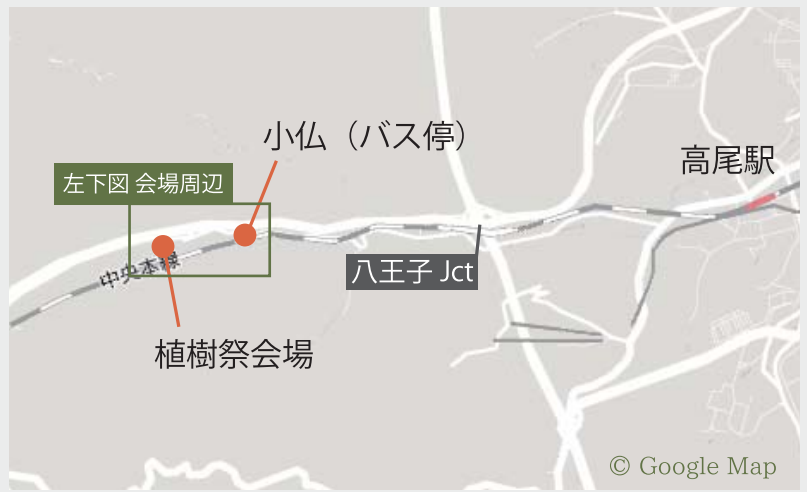 小仏（バス停）
高尾駅
左下図 会場周辺
中央本線
八王子 Jct
植樹祭会場
© Google Map